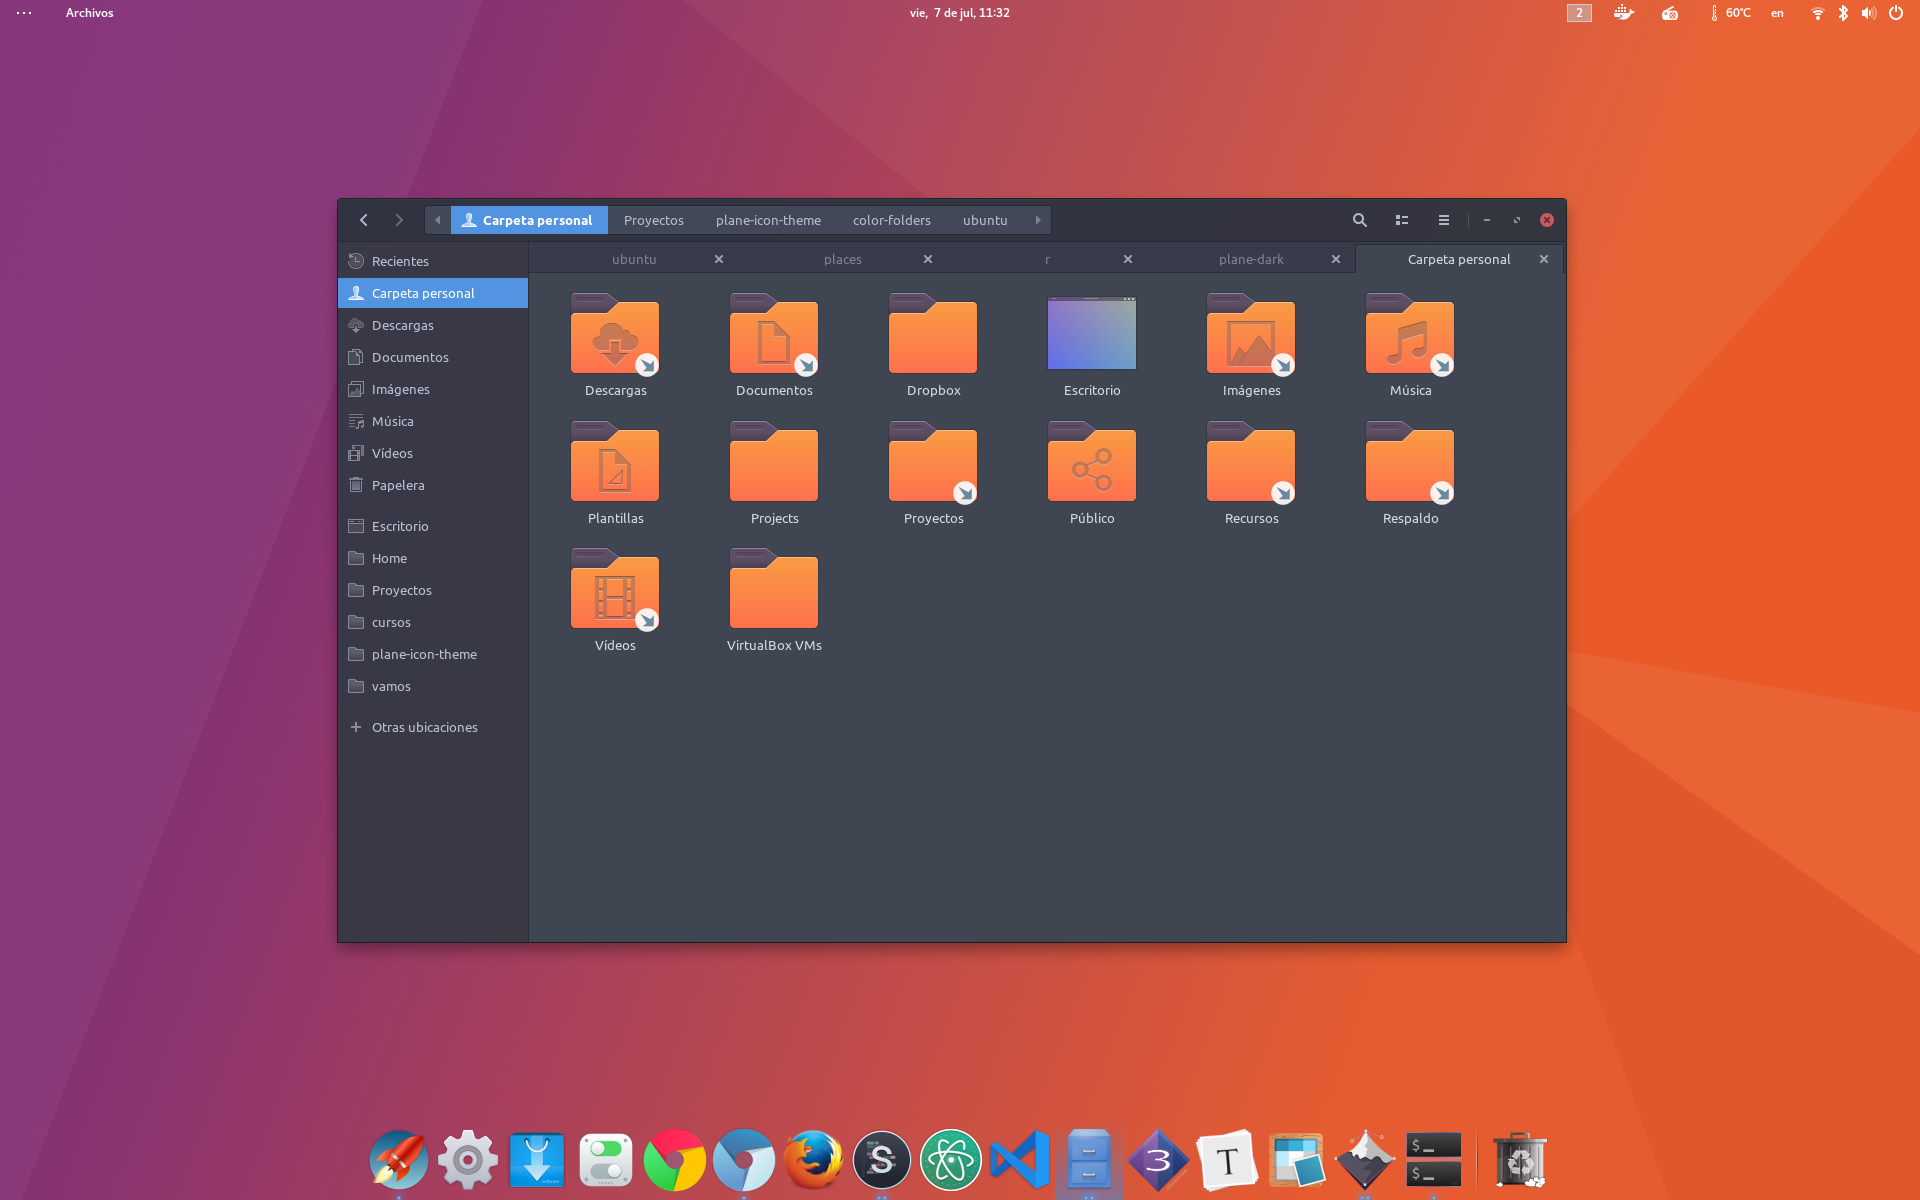 Archivos
vie, 7 de jul, 11:32
2
60℃
en
Carpeta personal
Proyectos
plane-icon-theme
color-folders
ubuntu
ubuntu
places
r
plane-dark
Carpeta personal
Recientes
Carpeta personal
Descargas
Documentos
Imágenes
Música
Vídeos
Papelera
Escritorio
Home
Proyectos
cursos
plane-icon-theme
vamos
Otras ubicaciones
Descargas
Documentos
Dropbox
Escritorio
Imágenes
Música
Plantillas
Projects
Proyectos
Público
Recursos
Respaldo
Vídeos
VirtualBox VMs
S
3
T
$ _
$ _